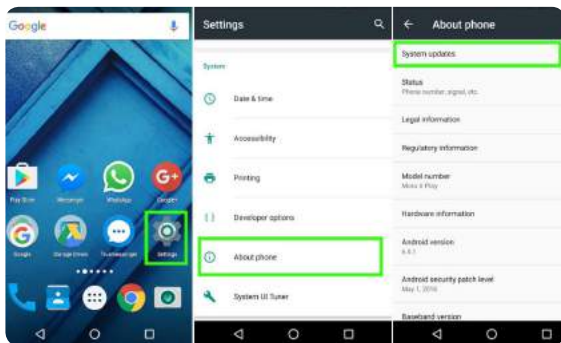 Google
Play Store
Messenger
WhatsApp
Google+
Google
Settings
Settings
System
Date & time
Accessibility
Printing
Developer options
About phone
System UI Tuner
About phone
System updates
Status
Phone number, signal, etc.
Legal information
Regulatory information
Model number
Moto X Play
Hardware information
Android version
6.0.1
Android security patch level
May 1, 2016
Baseband version